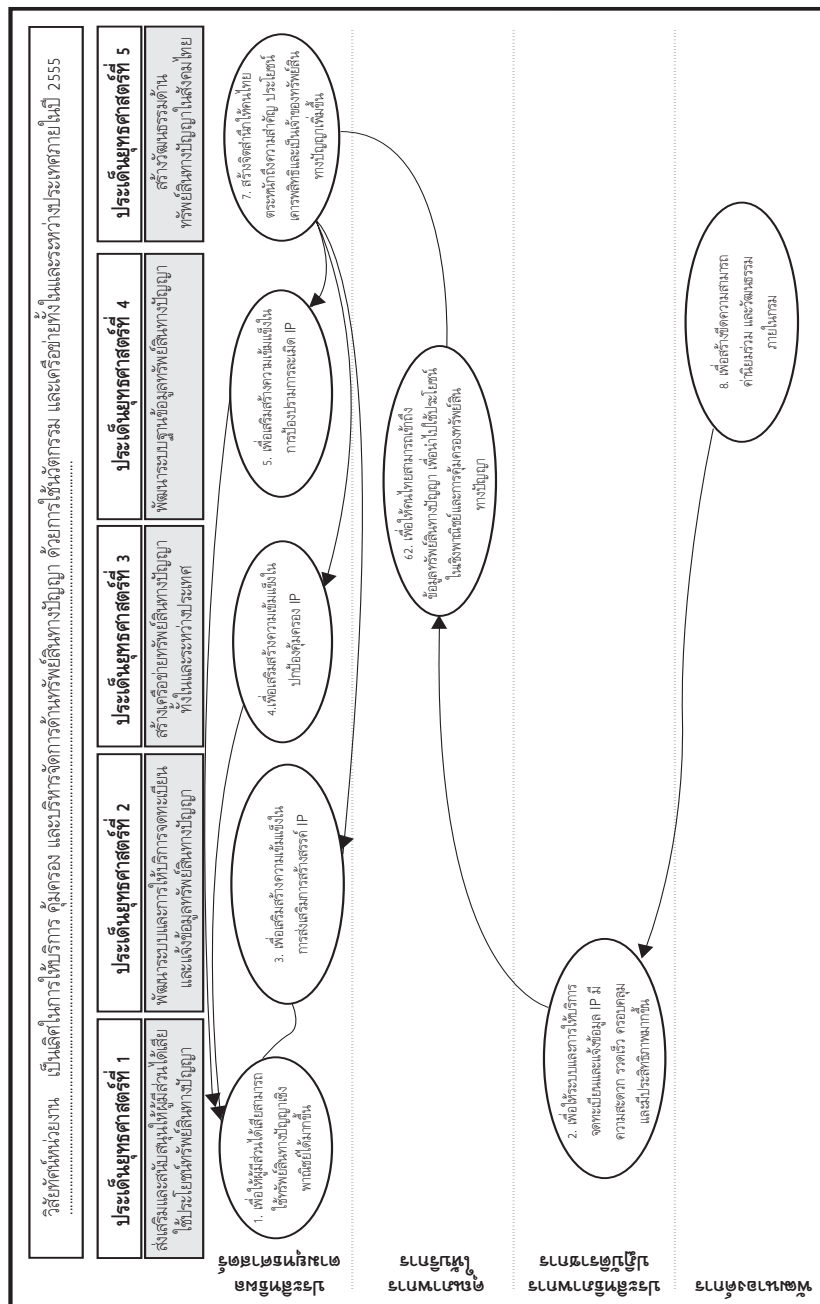 วิสัยทัศน์หน่วยงาน เป็นเลิศในการให้บริการ คุ้มครอง และบริหารจัดการด้านทรัพย์สินทางปัญญา ด้วยการใช้นวัตกรรม และเครือข่ายทั้งในและระหว่างประเทศภายในปี 2555
ประเด็นยุทธศาสตร์ที่ 1
ส่งเสริมและสนับสนุนให้ผู้มีส่วนได้เสีย
ใช้ประโยชน์ทรัพย์สินทางปัญญา
ประเด็นยุทธศาสตร์ที่ 2
พัฒนาระบบและการให้บริการจดทะเบียน
และแจ้งข้อมูลทรัพย์สินทางปัญญา
ประเด็นยุทธศาสตร์ที่ 3
สร้างเครือข่ายทรัพย์สินทางปัญญา
ทั้งในและระหว่างประเทศ
ประเด็นยุทธศาสตร์ที่ 4
พัฒนาระบบฐานข้อมูลทรัพย์สินทางปัญญา
ประเด็นยุทธศาสตร์ที่ 5
สร้างวัฒนธรรมด้าน
ทรัพย์สินทางปัญญาในสังคมไทย
ประสิทธิผล
ตามยุทธศาสตร์
1. เพื่อให้ผู้มีส่วนได้เสียสามารถ
ใช้ทรัพย์สินทางปัญญาเชิง
พาณิชย์ได้มากขึ้น
3. เพื่อเสริมสร้างความเข้มแข็งใน
การส่งเสริมการสร้างสรรค์ IP
4.เพื่อเสริมสร้างความเข้มแข็งใน
ปกป้องคุ้มครอง IP
5. เพื่อเสริมสร้างความเข้มแข็งใน
การป้องปรามการละเมิด IP
7. สร้างจิตสำนึกให้คนไทย
ตระหนักถึงความสำคัญ ประโยชน์
เคารพสิทธิและเป็นเจ้าของทรัพย์สิน
ทางปัญญาเพิ่มขึ้น
คุณภาพการ
ให้บริการ
62. เพื่อให้คนไทยสามารถเข้าถึง
ข้อมูลทรัพย์สินทางปัญญา เพื่อนำไปใช้ประโยชน์
ในเชิงพาณิชย์และการคุ้มครองทรัพย์สิน
ทางปัญญา
ประสิทธิภาพการ
ปฏิบัติราชการ
2. เพื่อให้ระบบและการให้บริการ
จดทะเบียนและแจ้งข้อมูล IP มี
ความสะดวก รวดเร็ว ครอบคลุม
และมีประสิทธิภาพมากขึ้น
พัฒนาองค์การ
8. เพื่อสร้างขีดความสามารถ
ค่านิยมร่วม และวัฒนธรรม
ภายในกรม